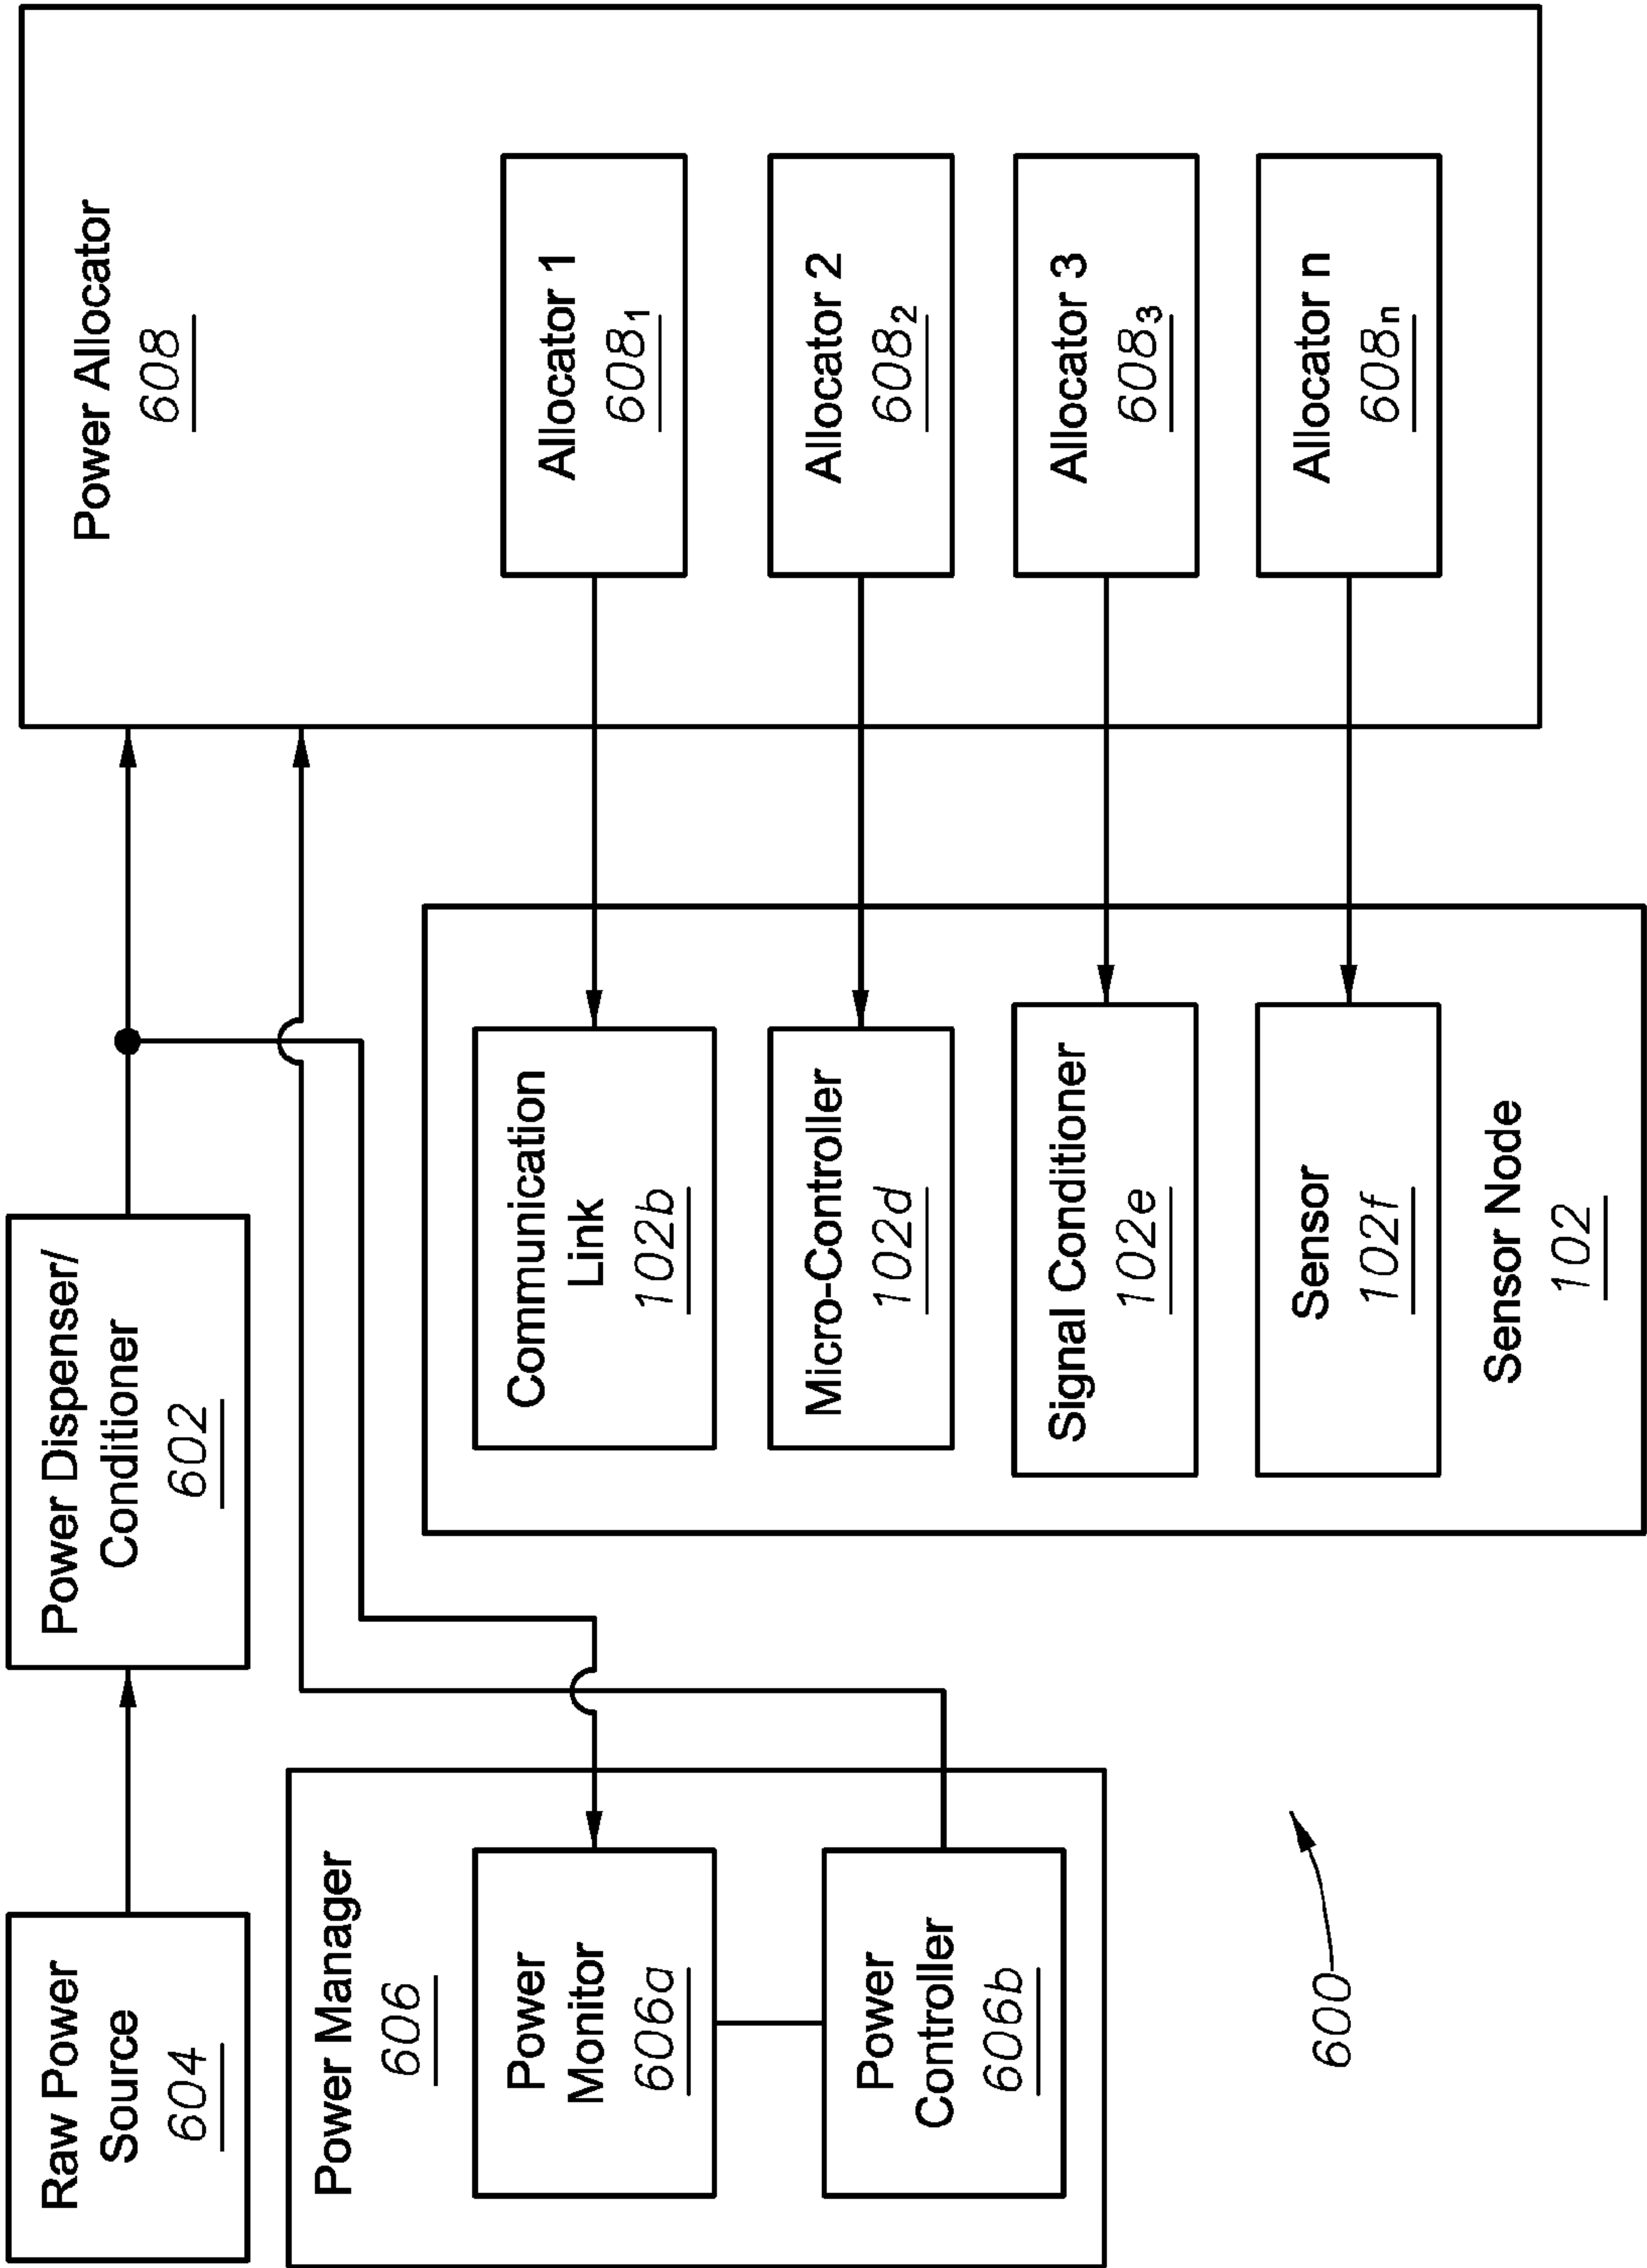 Raw Power
Source
604
Power Dispenser/
Conditioner
602
Power Allocator
608
Power Manager
606
Power
Monitor
606a
Power
Controller
606b
Communication
Link
102b
Micro-Controller
102d
Signal Conditioner
102e
Sensor
102f
Sensor Node
102
Allocator 1
608₁
Allocator 2
608₂
Allocator 3
608₃
Allocator n
608ₙ
600